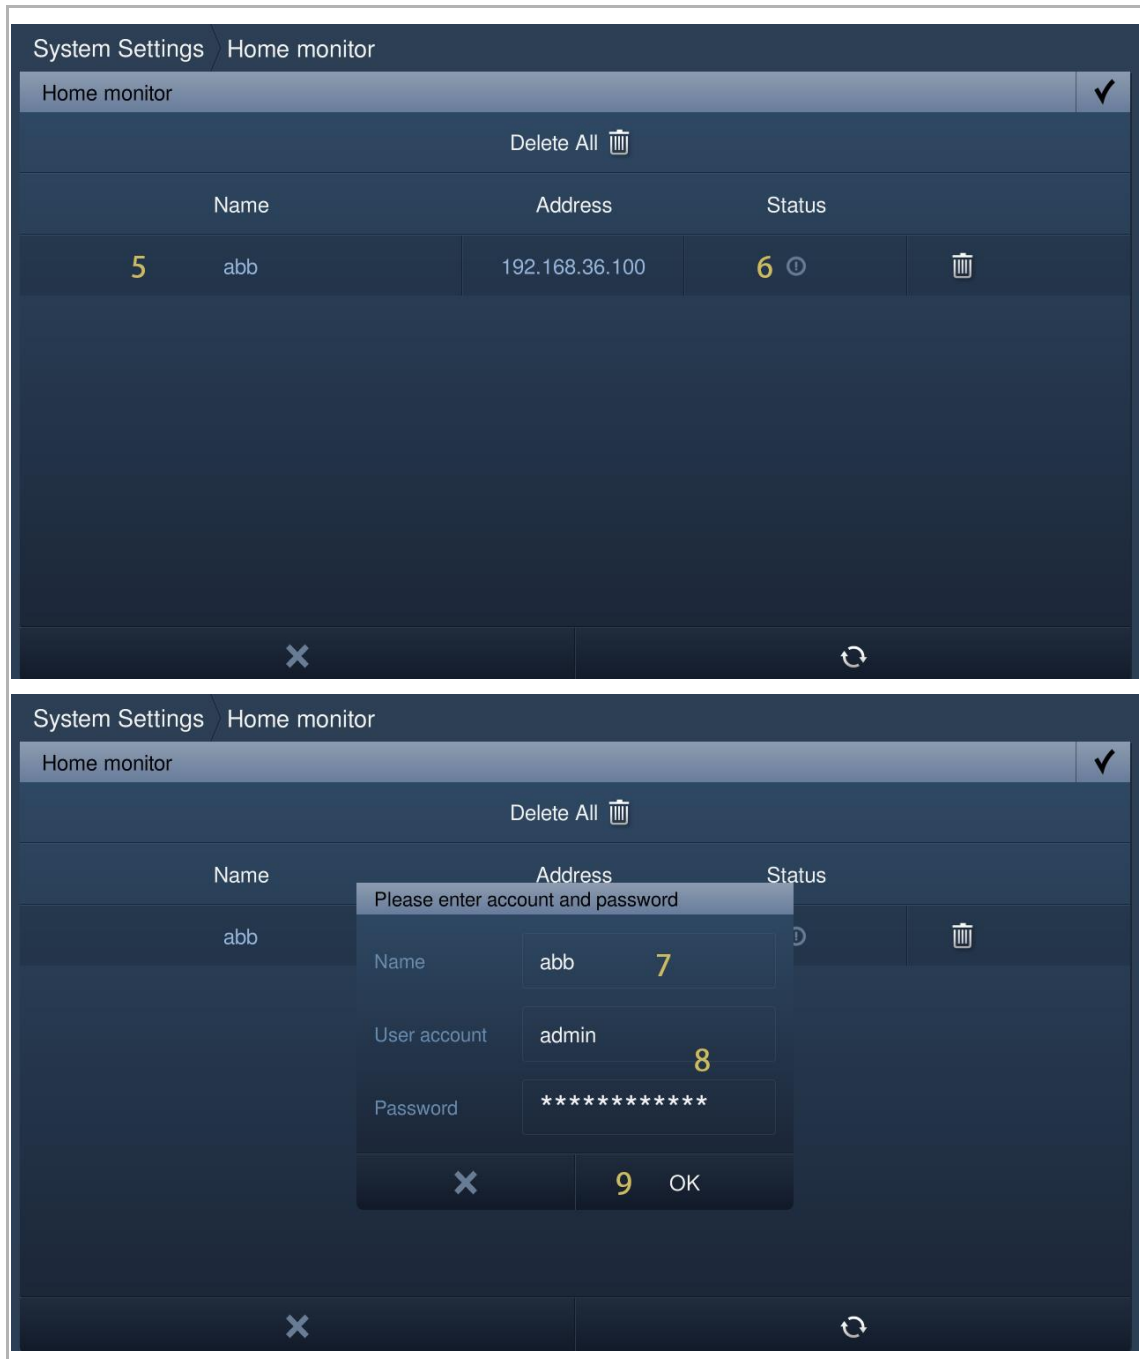 System Settings Home monitor
Home monitor
Delete All
Name Address Status
5 abb 192.168.36.100 6
System Settings Home monitor
Home monitor
Delete All
Name Address Status
Please enter account and password
abb
Name abb 7
User account admin
8
Password ************
9 OK